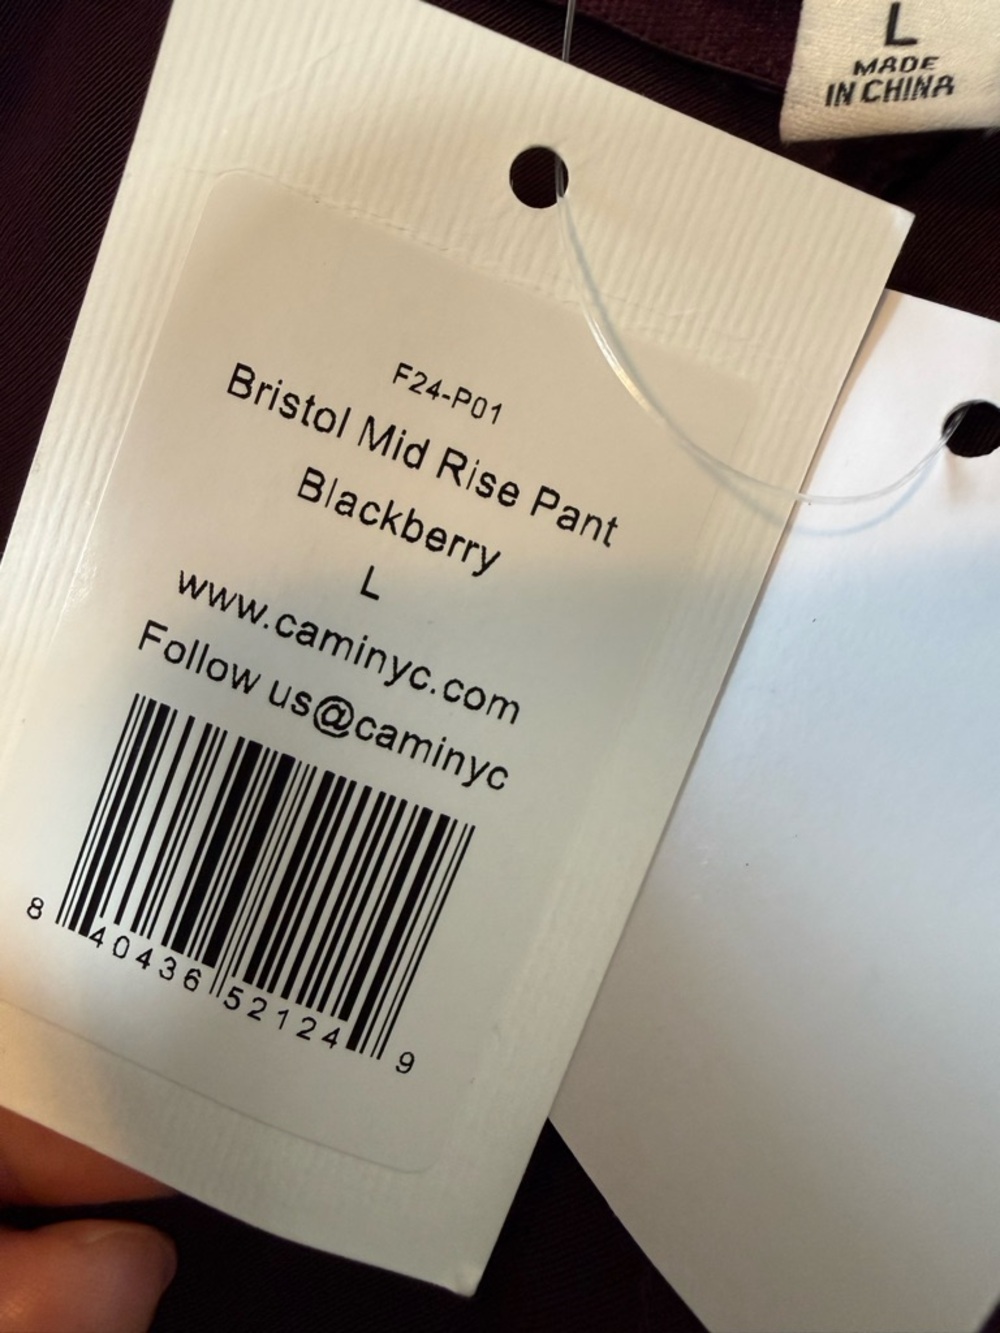 L
MADE
IN CHINA
F24-P01
Bristol Mid Rise Pant
Blackberry
L
www.caminyc.com
Follow us@caminyc
8 40436 52124 9